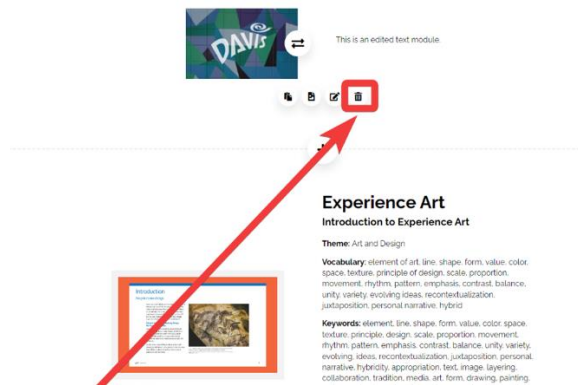 DAVIS
This is an edited text module.
Experience Art
Introduction to Experience Art
Theme: Art and Design
Vocabulary: element of art, line, shape, form, value, color,
space, texture, principle of design, scale, proportion,
movement, rhythm, pattern, emphasis, contrast, balance,
unity, variety, evolving ideas, recontextualization,
juxtaposition, personal narrative, hybrid
Introduction
Keywords: element, line, shape, form, value, color, space,
texture, principle, design, scale, proportion, movement,
rhythm, pattern, emphasis, contrast, balance, unity, variety,
evolving, ideas, recontextualization, juxtaposition, personal
narrative, hybridity, appropriation, text, image, layering,
collaboration, tradition, media, art, form, drawing, painting,